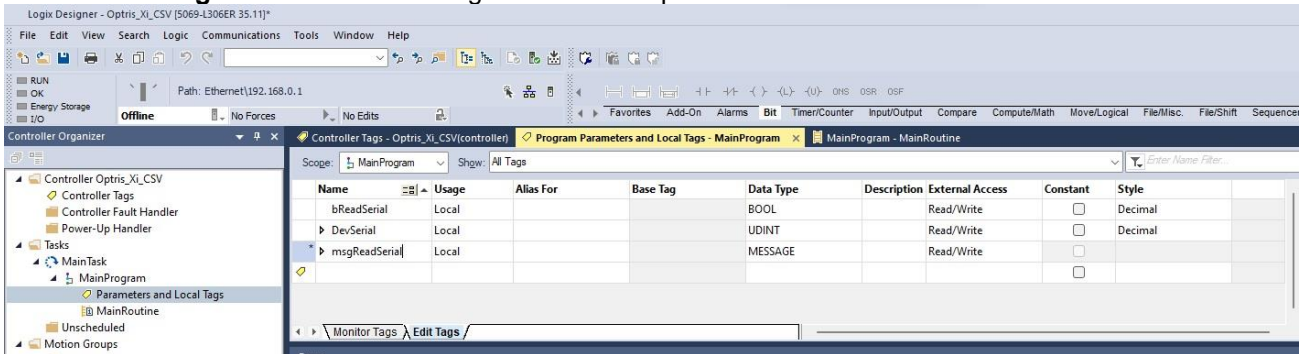 Logix Designer - Optris_Xi_CSV [5069-L306ER 35.11]*
File Edit View Search Logic Communications Tools Window Help
RUN
OK
Energy Storage
I/O
Path: Ethernet\192.168.0.1
Offline No Forces No Edits
ONS OSR OSF
Favorites Add-On Alarms Bit Timer/Counter Input/Output Compare Compute/Math Move/Logical File/Misc. File/Shift Sequencer
Controller Organizer
Controller Tags - Optris_Xi_CSV(controller) Program Parameters and Local Tags - MainProgram MainProgram - MainRoutine
Scope: MainProgram Show: All Tags Enter Name Filter...
Controller Optris_Xi_CSV
Controller Tags
Controller Fault Handler
Power-Up Handler
Tasks
MainTask
MainProgram
Parameters and Local Tags
MainRoutine
Unscheduled
Motion Groups
Name Usage Alias For Base Tag Data Type Description External Access Constant Style
bReadSerial Local BOOL Read/Write Decimal
DevSerial Local UDINT Read/Write Decimal
* msgReadSerial Local MESSAGE Read/Write
Monitor Tags Edit Tags